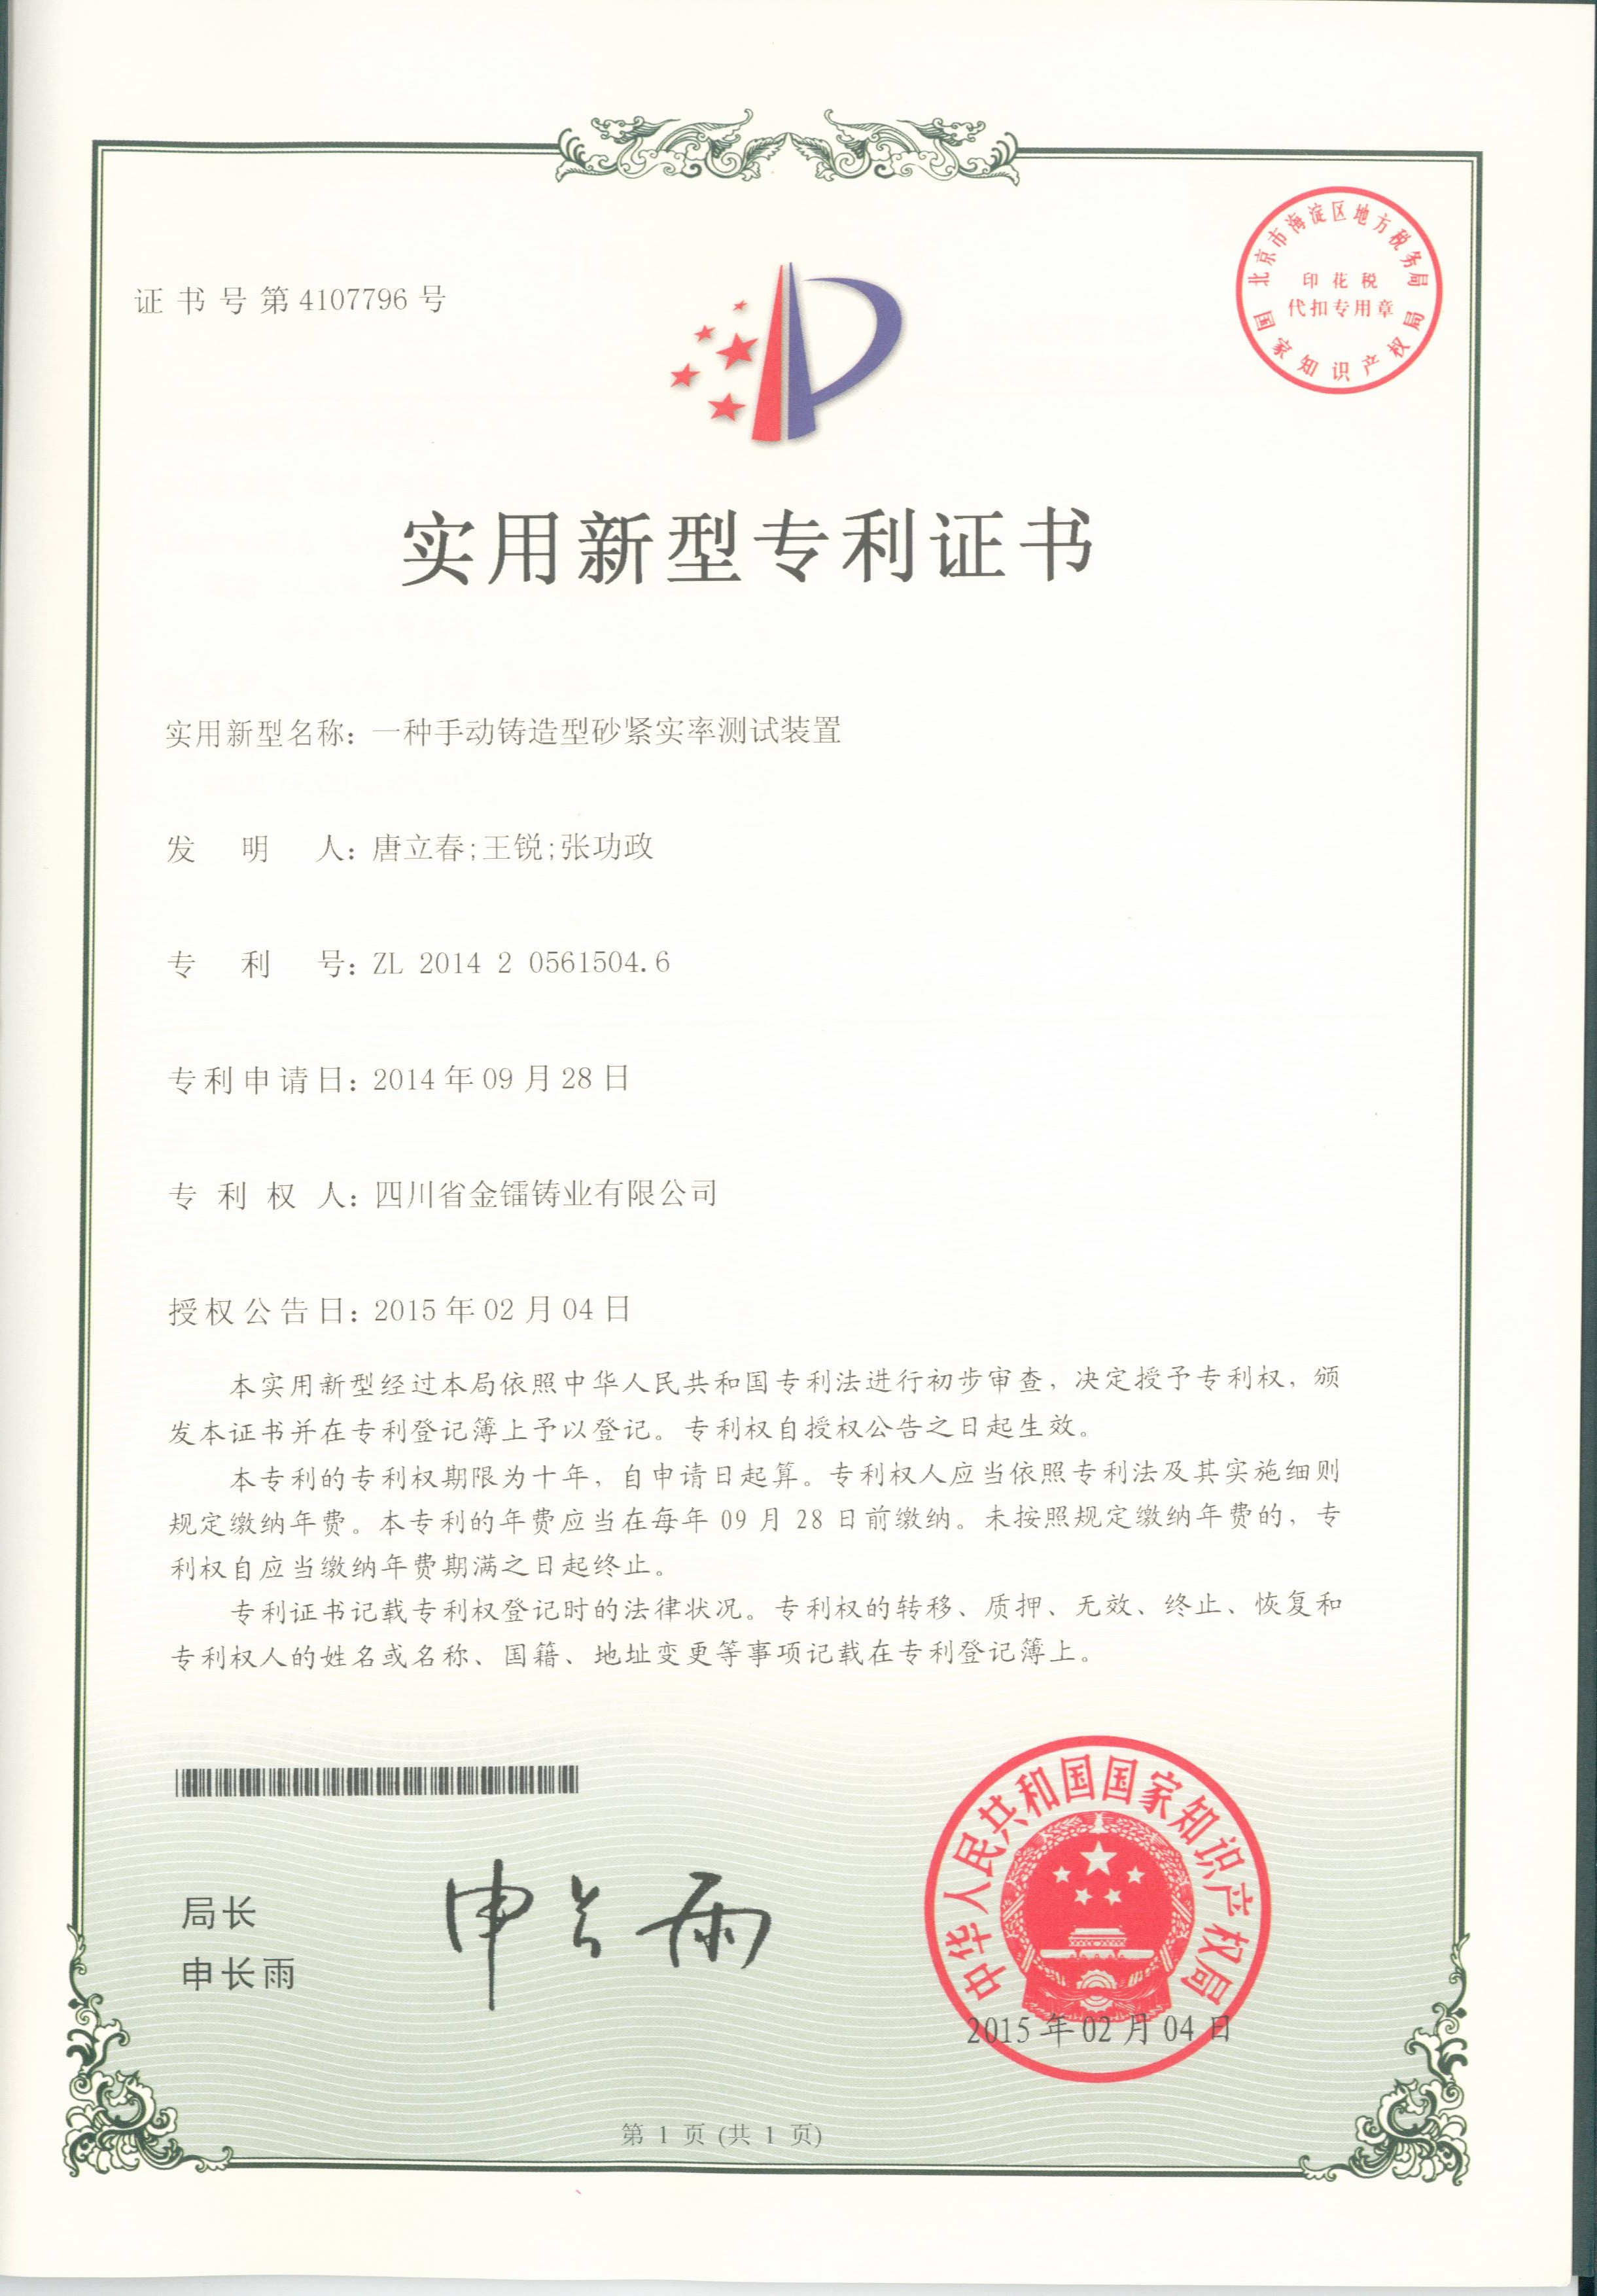 北京市海淀区地方税务局
印花税
代扣专用章
国家知识产权局
证书号第4107796号
实用新型专利证书
实用新型名称：一种手动铸造型砂紧实率测试装置
发明人：唐立春;王锐;张功政
专利号：ZL 2014 2 0561504.6
专利申请日：2014年09月28日
专利权人：四川省金镭铸业有限公司
授权公告日：2015年02月04日
本实用新型经过本局依照中华人民共和国专利法进行初步审查，决定授予专利权，颁
发本证书并在专利登记簿上予以登记。专利权自授权公告之日起生效。
本专利的专利权期限为十年，自申请日起算。专利权人应当依照专利法及其实施细则
规定缴纳年费。本专利的年费应当在每年09月28日前缴纳。未按照规定缴纳年费的，专
利权自应当缴纳年费期满之日起终止。
专利证书记载专利权登记时的法律状况。专利权的转移、质押、无效、终止、恢复和
专利权人的姓名或名称、国籍、地址变更等事项记载在专利登记簿上。
局长
申长雨
申长雨
中华人民共和国国家知识产权局
2015年02月04日
第 1 页 (共 1 页)